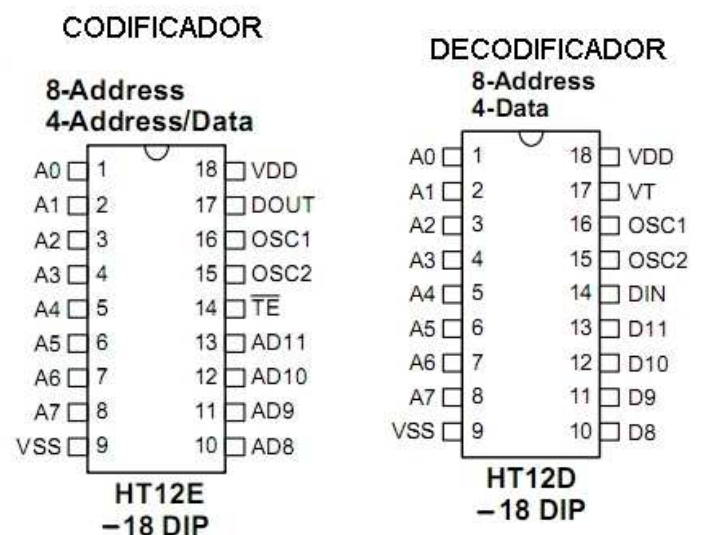 CODIFICADOR
8-Address
4-Address/Data
A0 1 18 VDD
A1 2 17 DOUT
A2 3 16 OSC1
A3 4 15 OSC2
A4 5 14 T̅E̅
A5 6 13 AD11
A6 7 12 AD10
A7 8 11 AD9
VSS 9 10 AD8
HT12E
–18 DIP
DECODIFICADOR
8-Address
4-Data
A0 1 18 VDD
A1 2 17 VT
A2 3 16 OSC1
A3 4 15 OSC2
A4 5 14 DIN
A5 6 13 D11
A6 7 12 D10
A7 8 11 D9
VSS 9 10 D8
HT12D
–18 DIP